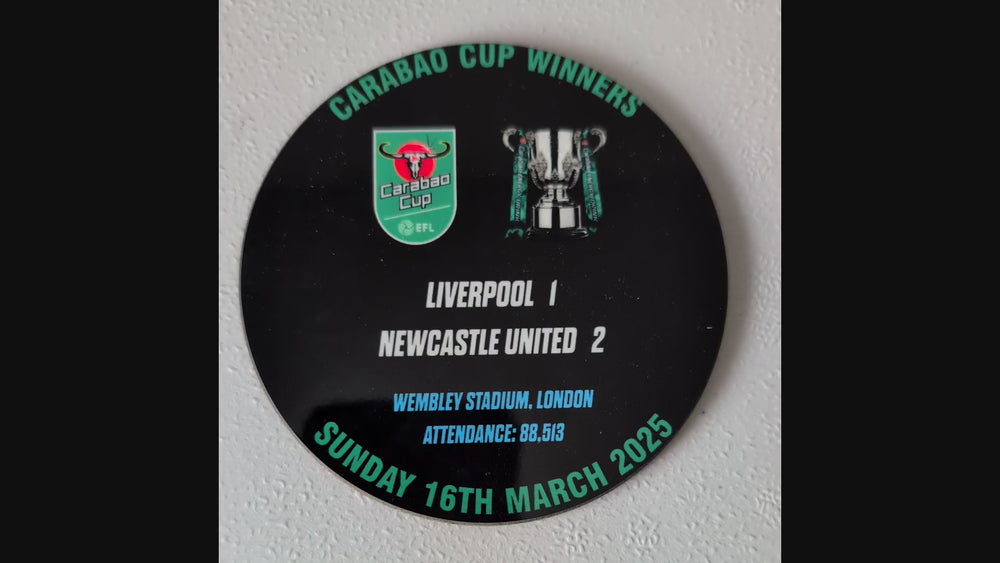 CARABAO CUP WINNERS
Carabao
Cup
EFL
LIVERPOOL 1
NEWCASTLE UNITED 2
WEMBLEY STADIUM, LONDON
ATTENDANCE: 88,513
SUNDAY 16TH MARCH 2025